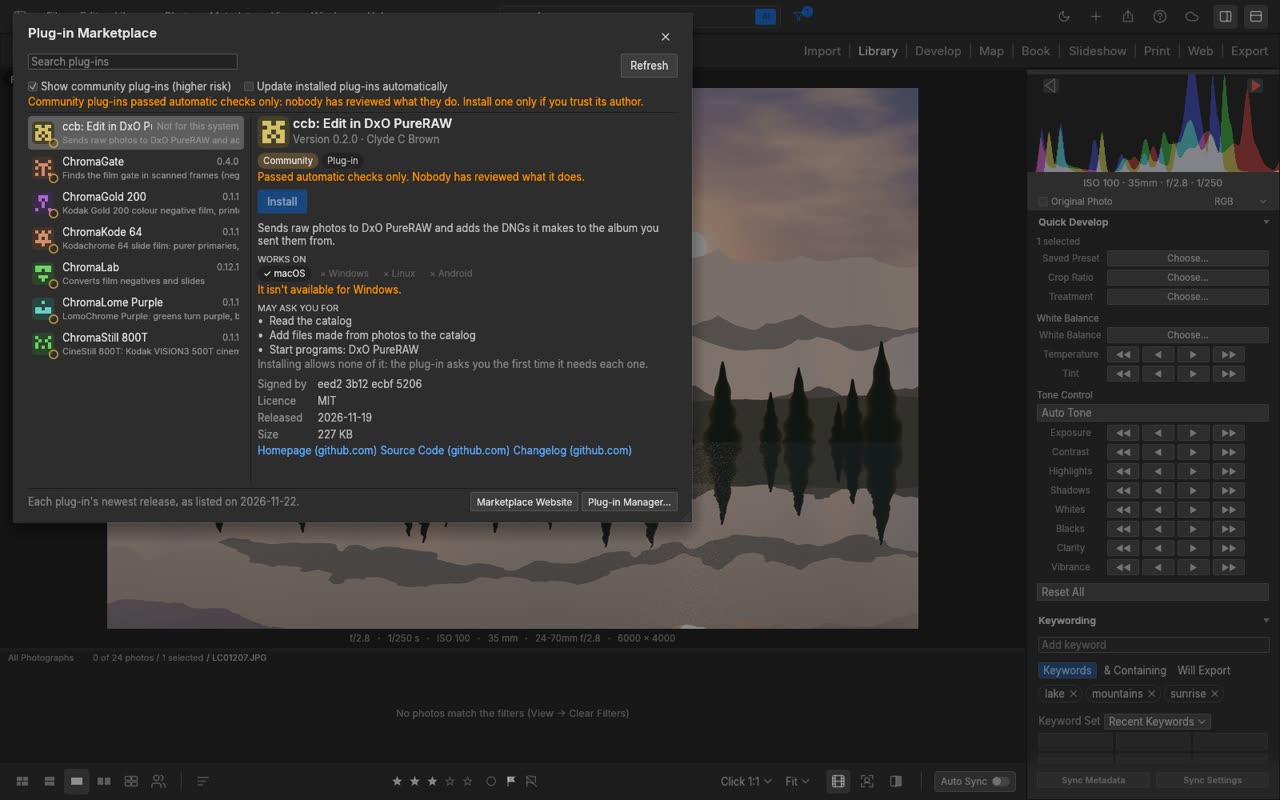 Plug-in Marketplace
Search plug-ins
Refresh
Show community plug-ins (higher risk)
Update installed plug-ins automatically
Community plug-ins passed automatic checks only: nobody has reviewed what they do. Install one only if you trust its author.
ccb: Edit in DxO P
Not for this system
Sends raw photos to DxO PureRAW and ac
ChromaGate
0.4.0
Finds the film gate in scanned frames (neg
ChromaGold 200
0.1.1
Kodak Gold 200 colour negative film, print
ChromaKode 64
0.1.1
Kodachrome 64 slide film: purer primaries,
ChromaLab
0.12.1
Converts film negatives and slides
ChromaLome Purple
0.1.1
LomoChrome Purple: greens turn purple, b
ChromaStill 800T
0.1.1
CineStill 800T: Kodak VISION3 500T cinem
ccb: Edit in DxO PureRAW
Version 0.2.0 · Clyde C Brown
Community
Plug-in
Passed automatic checks only. Nobody has reviewed what it does.
Install
Sends raw photos to DxO PureRAW and adds the DNGs it makes to the album you
sent them from.
WORKS ON
✓ macOS × Windows × Linux × Android
It isn't available for Windows.
MAY ASK YOU FOR
• Read the catalog
• Add files made from photos to the catalog
• Start programs: DxO PureRAW
Installing allows none of it: the plug-in asks you the first time it needs each one.
Signed by eed2 3b12 ecbf 5206
Licence MIT
Released 2026-11-19
Size 227 KB
Homepage (github.com) Source Code (github.com) Changelog (github.com)
Each plug-in's newest release, as listed on 2026-11-22.
Marketplace Website
Plug-in Manager...
Import
Library
Develop
Map
Book
Slideshow
Print
Web
Export
ISO 100 · 35mm · f/2.8 · 1/250
Original Photo
RGB
Quick Develop
1 selected
Saved Preset Choose...
Crop Ratio Choose...
Treatment Choose...
White Balance
White Balance Choose...
Temperature
Tint
Tone Control
Auto Tone
Exposure
Contrast
Highlights
Shadows
Whites
Blacks
Clarity
Vibrance
Reset All
Keywording
Add keyword
Keywords & Containing Will Export
lake × mountains × sunrise ×
Keyword Set Recent Keywords
Sync Metadata
Sync Settings
f/2.8 · 1/250 s · ISO 100 · 35 mm · 24-70mm f/2.8 · 6000 × 4000
All Photographs
0 of 24 photos / 1 selected / LC01207.JPG
No photos match the filters (View → Clear Filters)
Click 1:1
Fit
Auto Sync